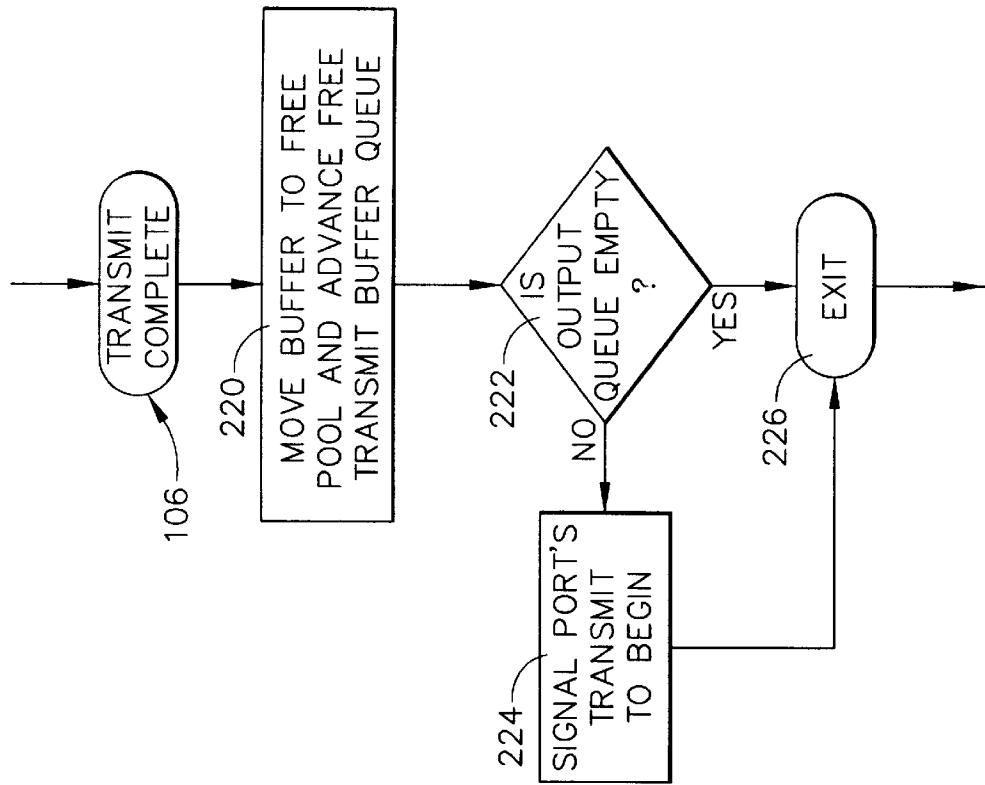 TRANSMIT
COMPLETE
106
220
MOVE BUFFER TO FREE
POOL AND ADVANCE FREE
TRANSMIT BUFFER QUEUE
222
IS
OUTPUT
QUEUE EMPTY
?
NO
YES
224
SIGNAL PORT'S
TRANSMIT
TO BEGIN
226
EXIT